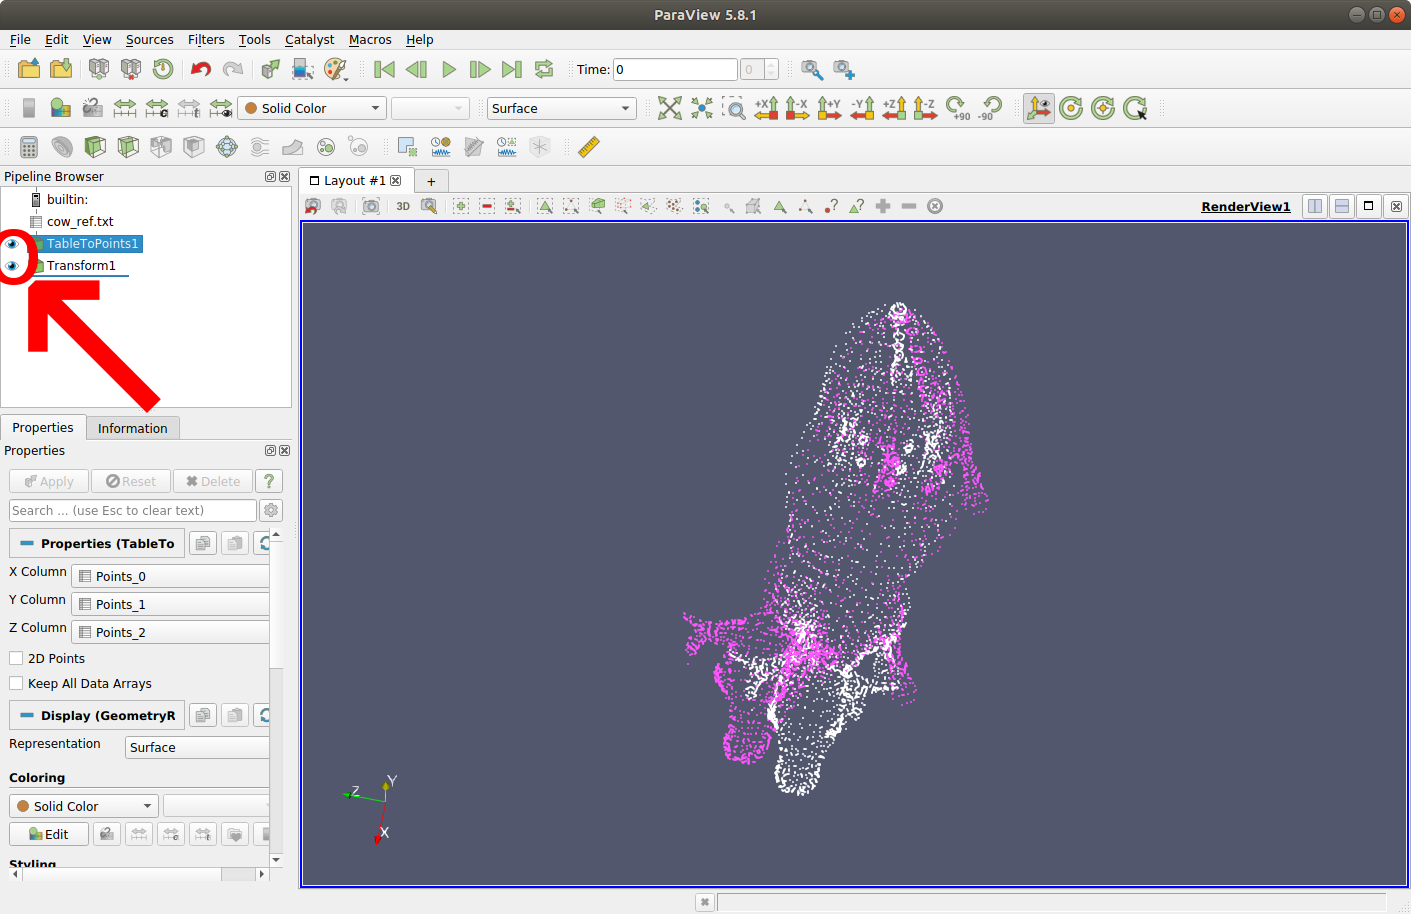 ParaView 5.8.1
File Edit View Sources Filters Tools Catalyst Macros Help
Time: 0 0
Solid Color Surface +X -X +Y -Y +Z -Z +90 -90
Pipeline Browser
builtin:
cow_ref.txt
TableToPoints1
Transform1
Layout #1 +
3D RenderView1
Properties Information
Properties
Apply Reset Delete ?
Search ... (use Esc to clear text)
Properties (TableTo
X Column Points_0
Y Column Points_1
Z Column Points_2
2D Points
Keep All Data Arrays
Display (GeometryR
Representation Surface
Coloring
Solid Color
Edit
Styling
Z Y
X